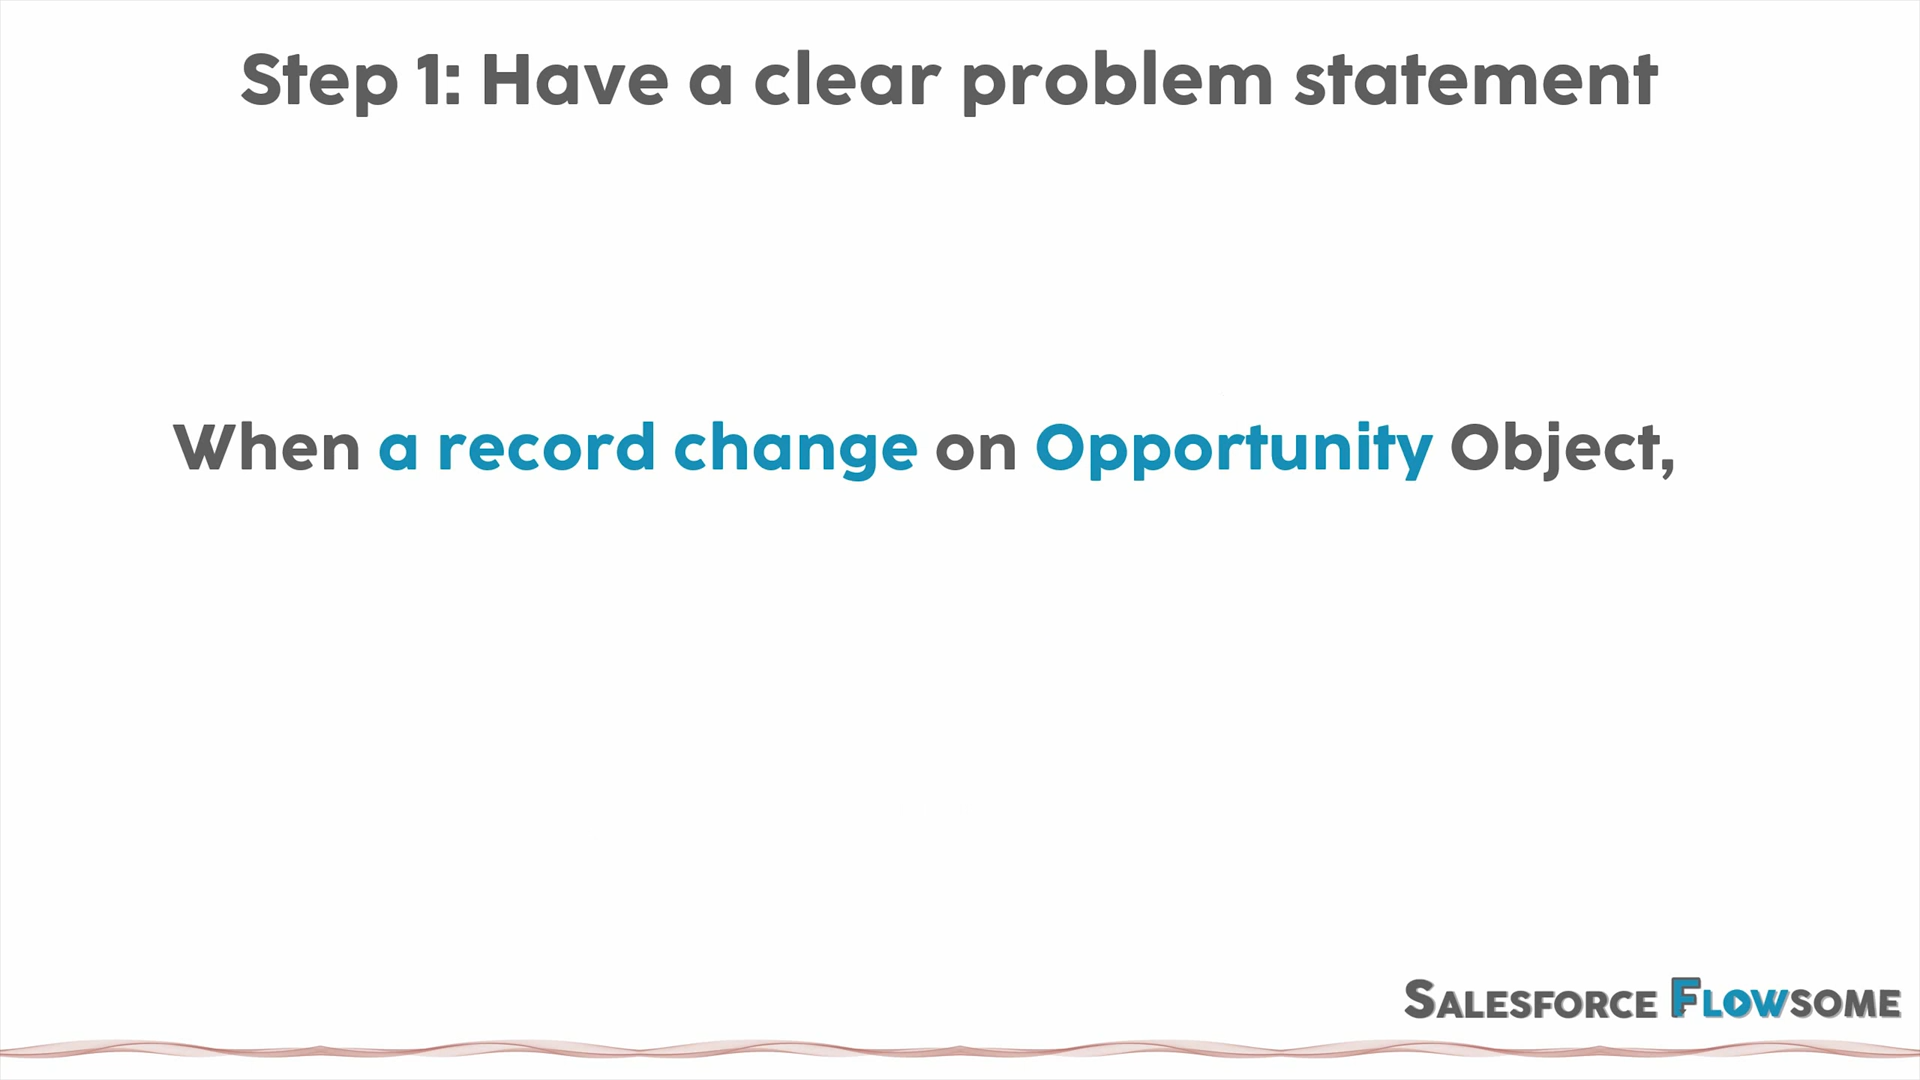 Step 1: Have a clear problem statement
When a record change on Opportunity Object,
SALESFORCE FLOWSOME